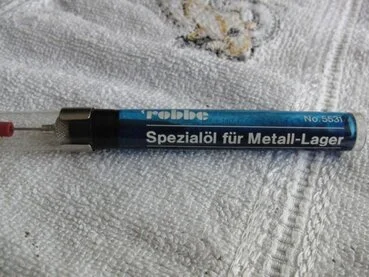 robbe
No 5531
Spezialöl für Metall-Lager